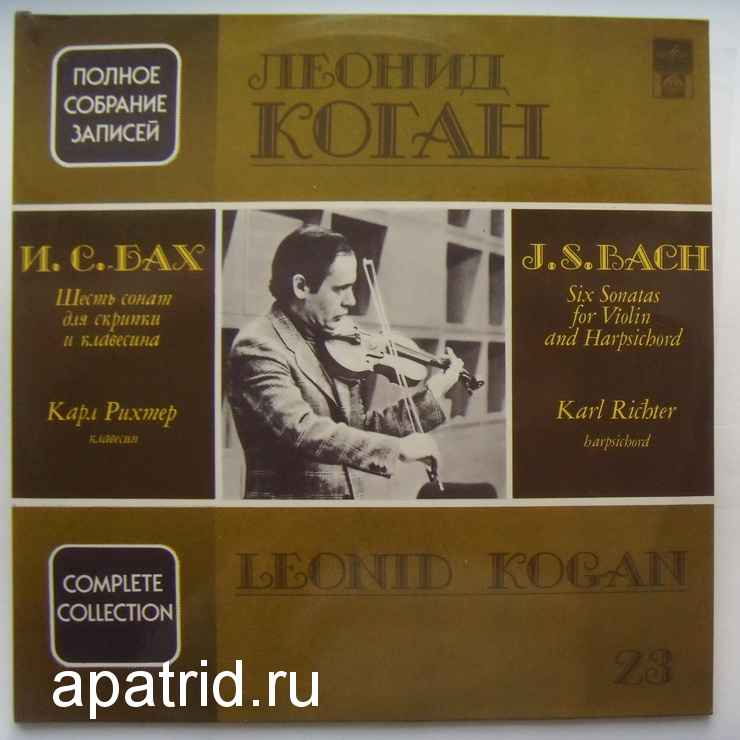 ПОЛНОЕ
СОБРАНИЕ
ЗАПИСЕЙ
ЛЕОНИД
КОГАН
И. С. БАХ
Шесть сонат
для скрипки
и клавесина
Карл Рихтер
клавесин
J. S. BACH
Six Sonatas
for Violin
and Harpsichord
Karl Richter
harpsichord
COMPLETE
COLLECTION
LEONID KOGAN
23
apatrid.ru